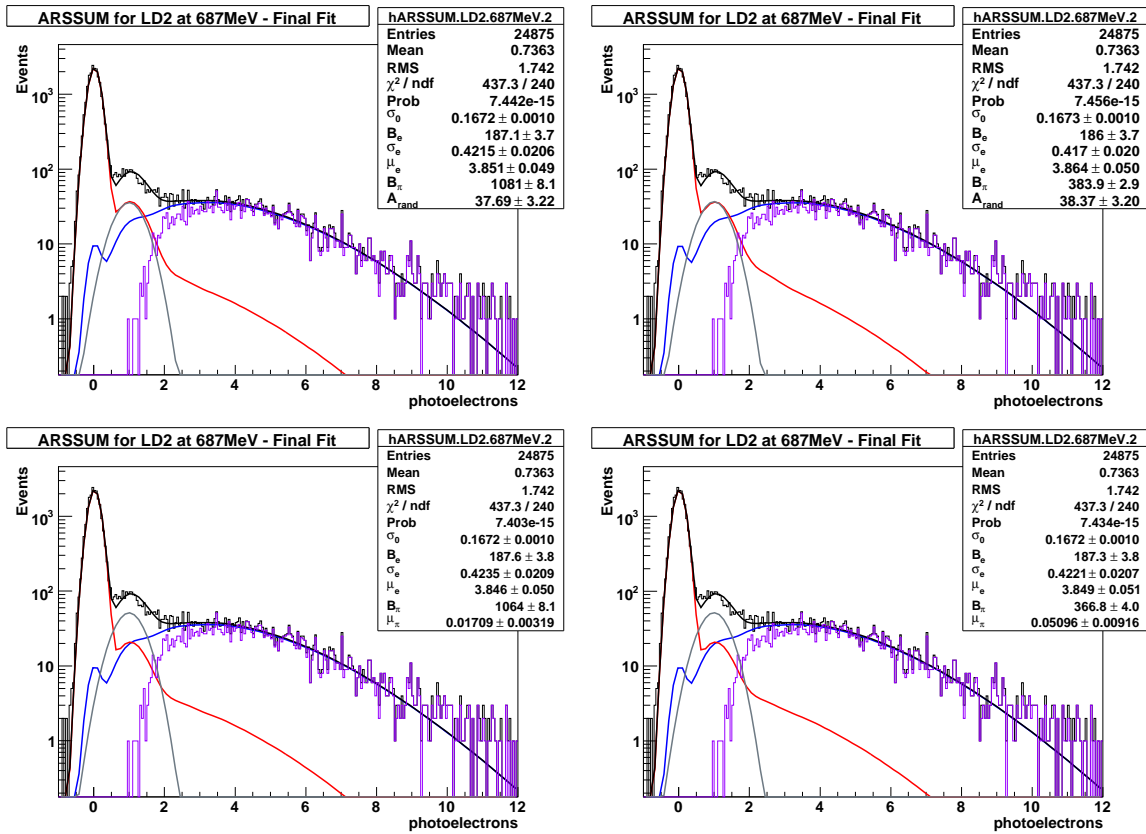 ARSSUM for LD2 at 687MeV - Final Fit
hARSSUM.LD2.687MeV.2
Entries 24875
Mean 0.7363
RMS 1.742
χ² / ndf 437.3 / 240
Prob 7.442e-15
σ₀ 0.1672 ± 0.0010
Bₑ 187.1 ± 3.7
σₑ 0.4215 ± 0.0206
μₑ 3.851 ± 0.049
B_π 1081 ± 8.1
A_rand 37.69 ± 3.22
Events
10³
10²
10
1
0 2 4 6 8 10 12
photoelectrons
ARSSUM for LD2 at 687MeV - Final Fit
hARSSUM.LD2.687MeV.2
Entries 24875
Mean 0.7363
RMS 1.742
χ² / ndf 437.3 / 240
Prob 7.456e-15
σ₀ 0.1673 ± 0.0010
Bₑ 186 ± 3.7
σₑ 0.417 ± 0.020
μₑ 3.864 ± 0.050
B_π 383.9 ± 2.9
A_rand 38.37 ± 3.20
Events
10³
10²
10
1
0 2 4 6 8 10 12
photoelectrons
ARSSUM for LD2 at 687MeV - Final Fit
hARSSUM.LD2.687MeV.2
Entries 24875
Mean 0.7363
RMS 1.742
χ² / ndf 437.3 / 240
Prob 7.403e-15
σ₀ 0.1672 ± 0.0010
Bₑ 187.6 ± 3.8
σₑ 0.4235 ± 0.0209
μₑ 3.846 ± 0.050
B_π 1064 ± 8.1
μ_π 0.01709 ± 0.00319
Events
10³
10²
10
1
0 2 4 6 8 10 12
photoelectrons
ARSSUM for LD2 at 687MeV - Final Fit
hARSSUM.LD2.687MeV.2
Entries 24875
Mean 0.7363
RMS 1.742
χ² / ndf 437.3 / 240
Prob 7.434e-15
σ₀ 0.1672 ± 0.0010
Bₑ 187.3 ± 3.8
σₑ 0.4221 ± 0.0207
μₑ 3.849 ± 0.051
B_π 366.8 ± 4.0
μ_π 0.05096 ± 0.00916
Events
10³
10²
10
1
0 2 4 6 8 10 12
photoelectrons